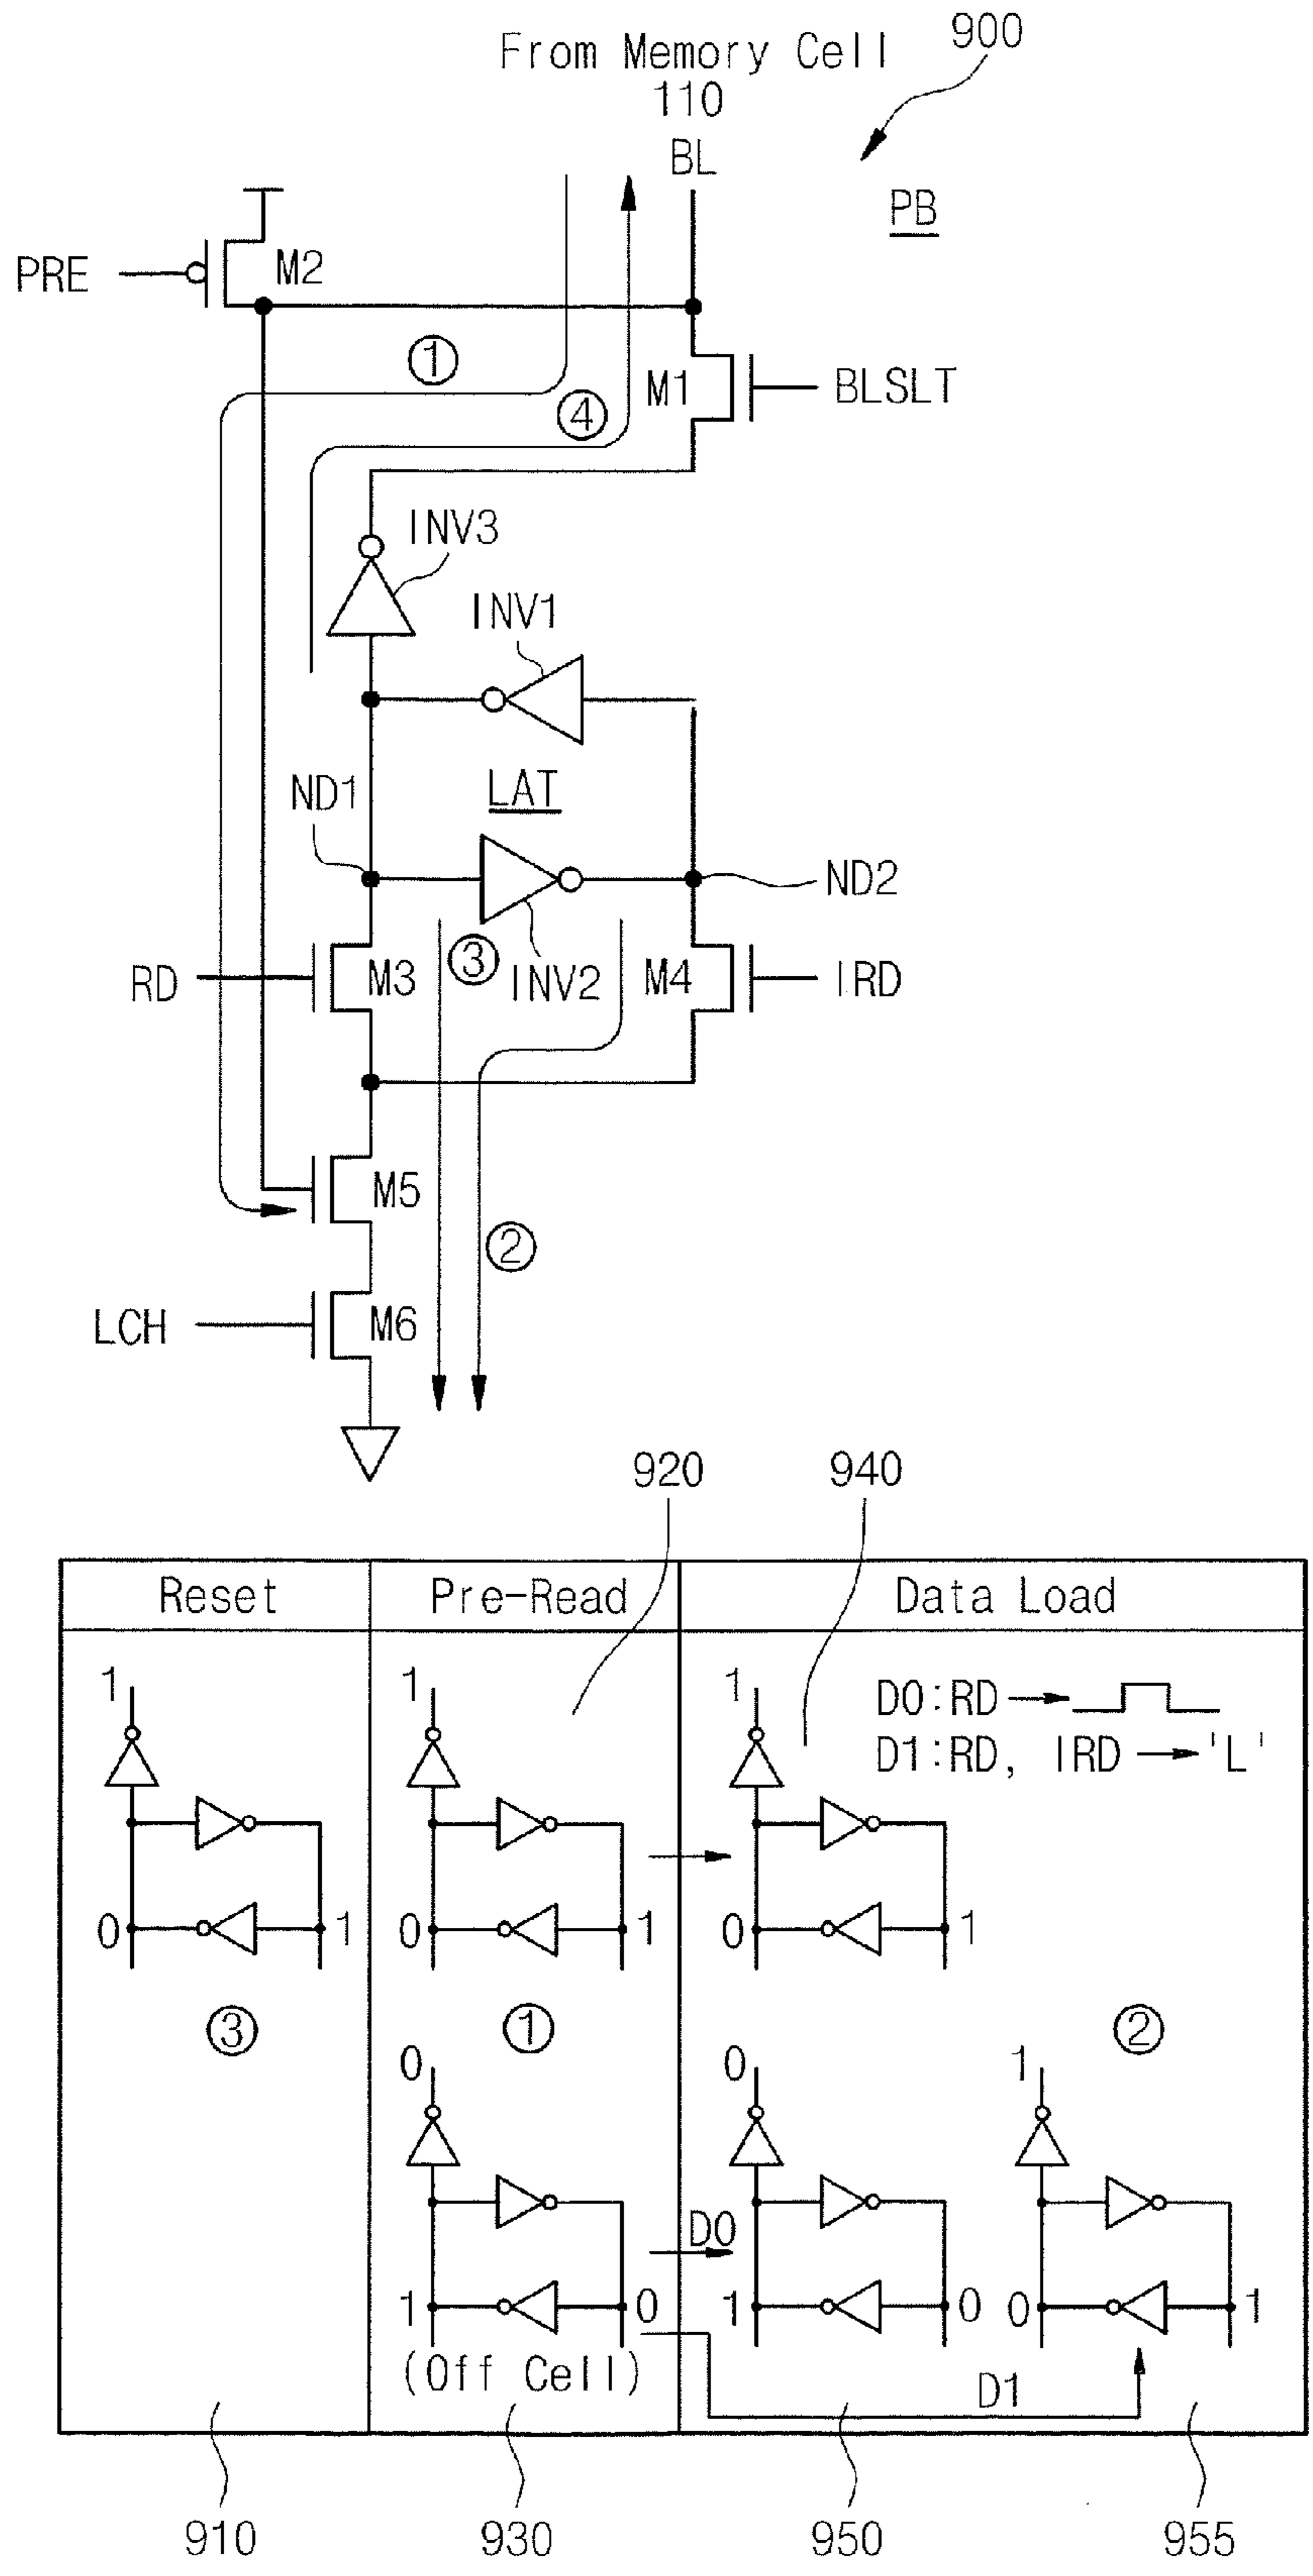 From Memory Cell
900
110
BL
PB
PRE
M2
①
M1
BLSLT
④
INV3
INV1
LAT
ND1
ND2
③
RD
M3
INV2
M4
IRD
M5
②
LCH
M6
920
940
Reset
Pre-Read
Data Load
1
1
1
D0:RD
D1:RD, IRD 'L'
0
1
0
1
0
1
③
①
②
0
0
1
D0
1
0
1
0
0
1
(Off Cell)
D1
910
930
950
955